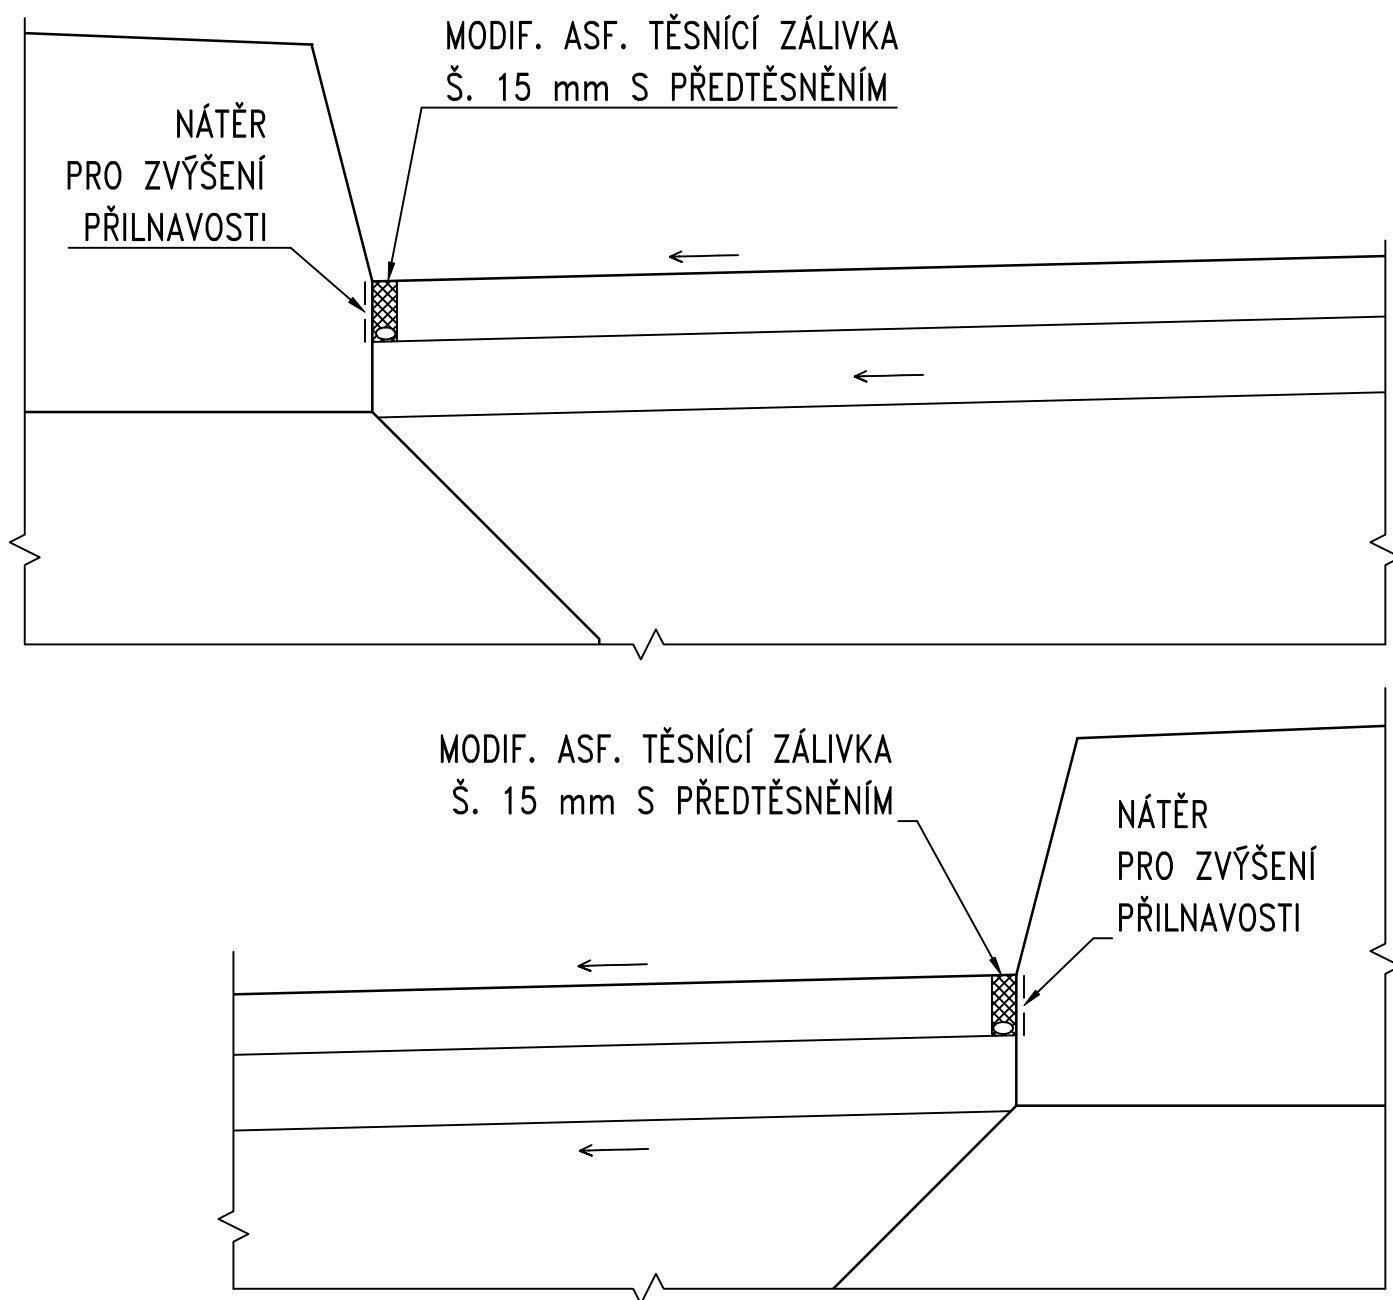 MODIF. ASF. TĚSNÍCÍ ZÁLIVKA
Š. 15 mm S PŘEDTĚSNĚNÍM
NÁTĚR
PRO ZVÝŠENÍ
PŘILNAVOSTI
MODIF. ASF. TĚSNÍCÍ ZÁLIVKA
Š. 15 mm S PŘEDTĚSNĚNÍM
NÁTĚR
PRO ZVÝŠENÍ
PŘILNAVOSTI